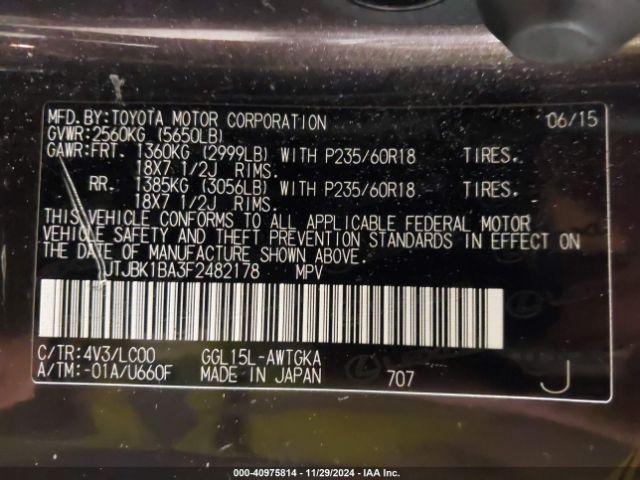 MFD.BY:TOYOTA MOTOR CORPORATION 06/15
GVWR:2560KG (5650LB)
GAWR:FRT. 1360KG (2999LB) WITH P235/60R18 TIRES.
18X7 1/2J RIMS.
RR. 1385KG (3056LB) WITH P235/60R18 TIRES.
18X7 1/2J RIMS.
THIS VEHICLE CONFORMS TO ALL APPLICABLE FEDERAL MOTOR
VEHICLE SAFETY AND THEFT PREVENTION STANDARDS IN EFFECT ON
THE DATE OF MANUFACTURE SHOWN ABOVE.
JTJBK1BA3F2482178 MPV
C/TR:4V3/LC00 GGL15L-AWTGKA
A/TM:-01A/U660F MADE IN JAPAN 707 J
000-40975814 - 11/29/2024 - IAA Inc.